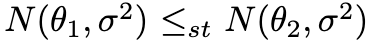 N(θ₁, σ²) ≤ₛₜ N(θ₂, σ²)